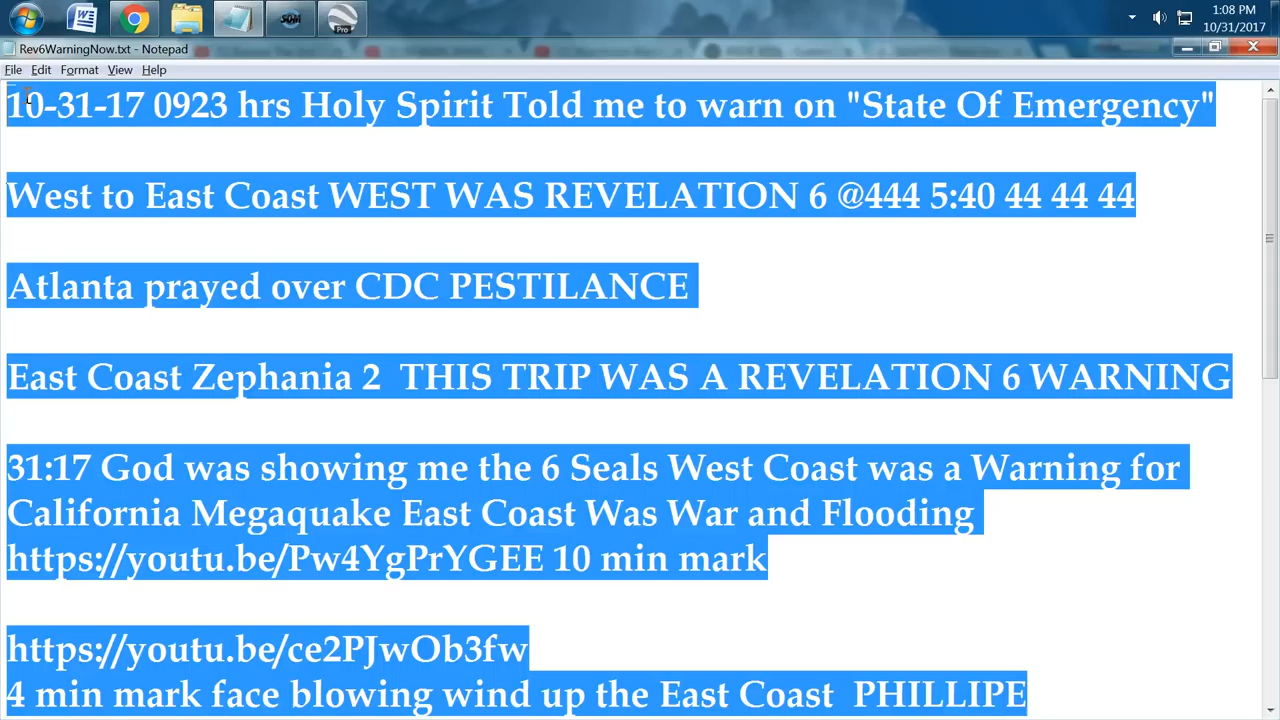 1:08 PM
10/31/2017
SOM
Pro
Rev6WarningNow.txt - Notepad
File Edit Format View Help
10-31-17 0923 hrs Holy Spirit Told me to warn on "State Of Emergency"
West to East Coast WEST WAS REVELATION 6 @444 5:40 44 44 44
Atlanta prayed over CDC PESTILANCE
East Coast Zephania 2 THIS TRIP WAS A REVELATION 6 WARNING
31:17 God was showing me the 6 Seals West Coast was a Warning for
California Megaquake East Coast Was War and Flooding
https://youtu.be/Pw4YgPrYGEE 10 min mark
https://youtu.be/ce2PJwOb3fw
4 min mark face blowing wind up the East Coast PHILLIPE